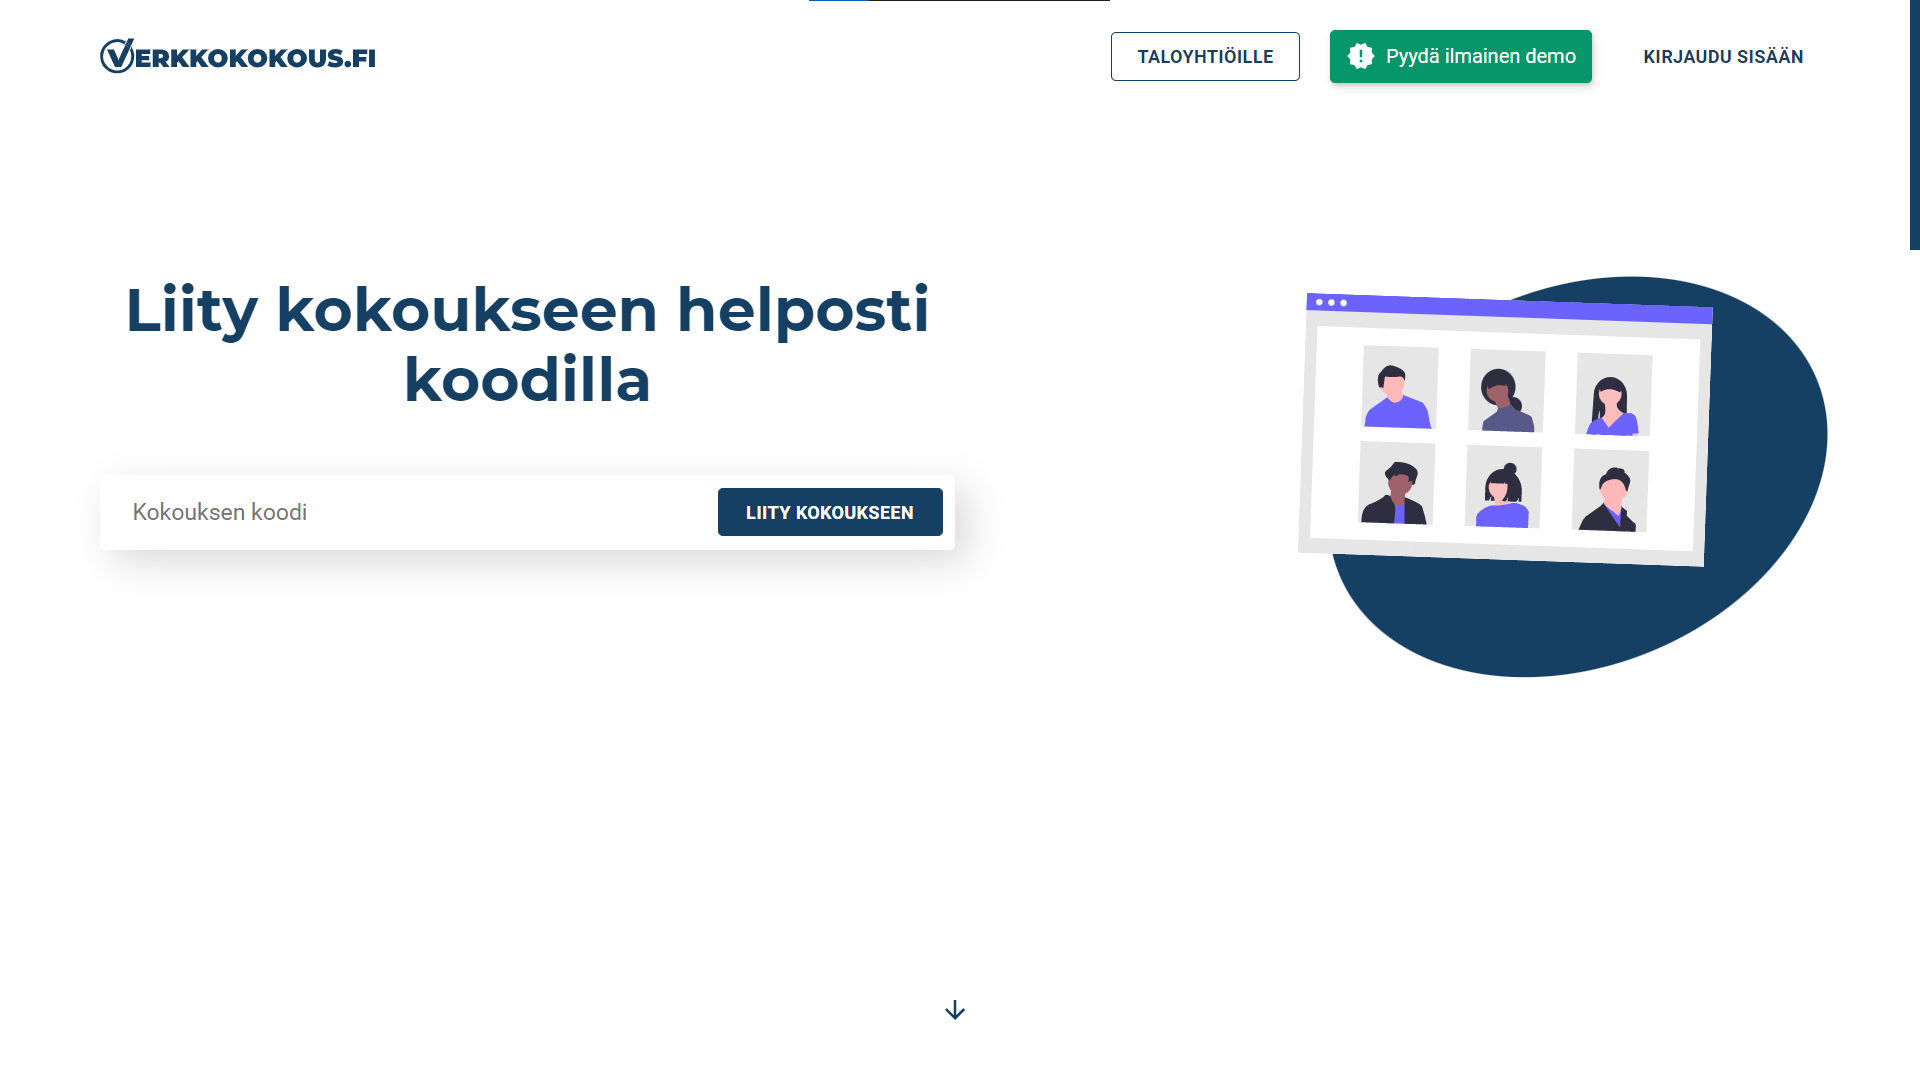 VERKKOKOKOUS.FI
TALOYHTIÖILLE
Pyydä ilmainen demo
KIRJAUDU SISÄÄN
Liity kokoukseen helposti
koodilla
Kokouksen koodi
LIITY KOKOUKSEEN